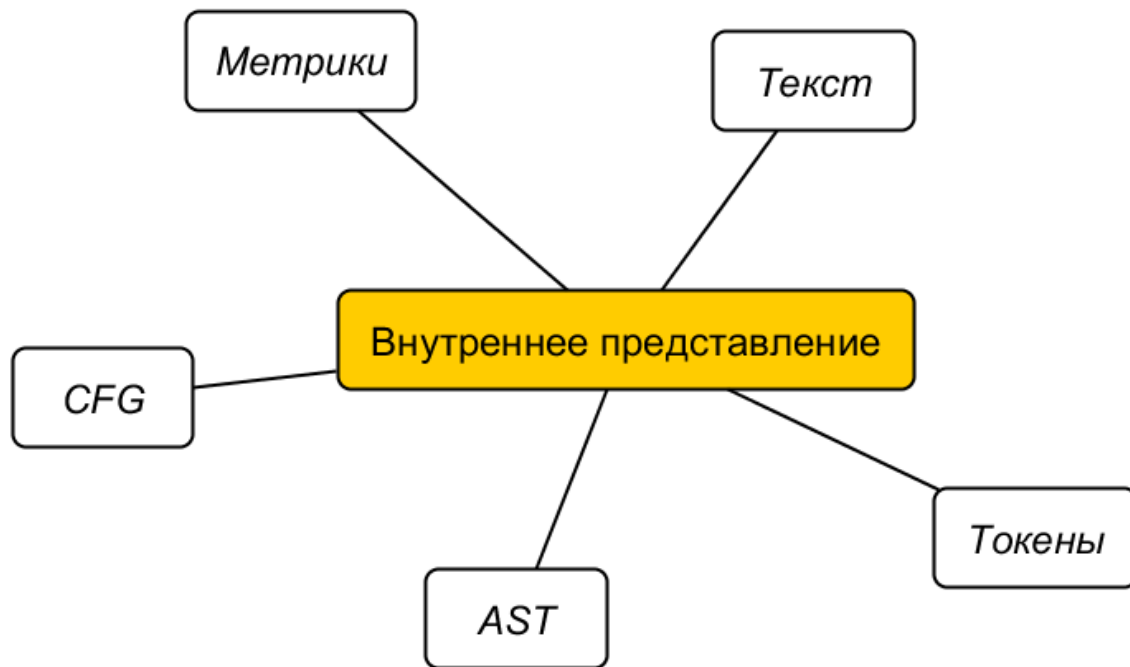 Метрики
Текст
Внутреннее представление
CFG
Токены
AST